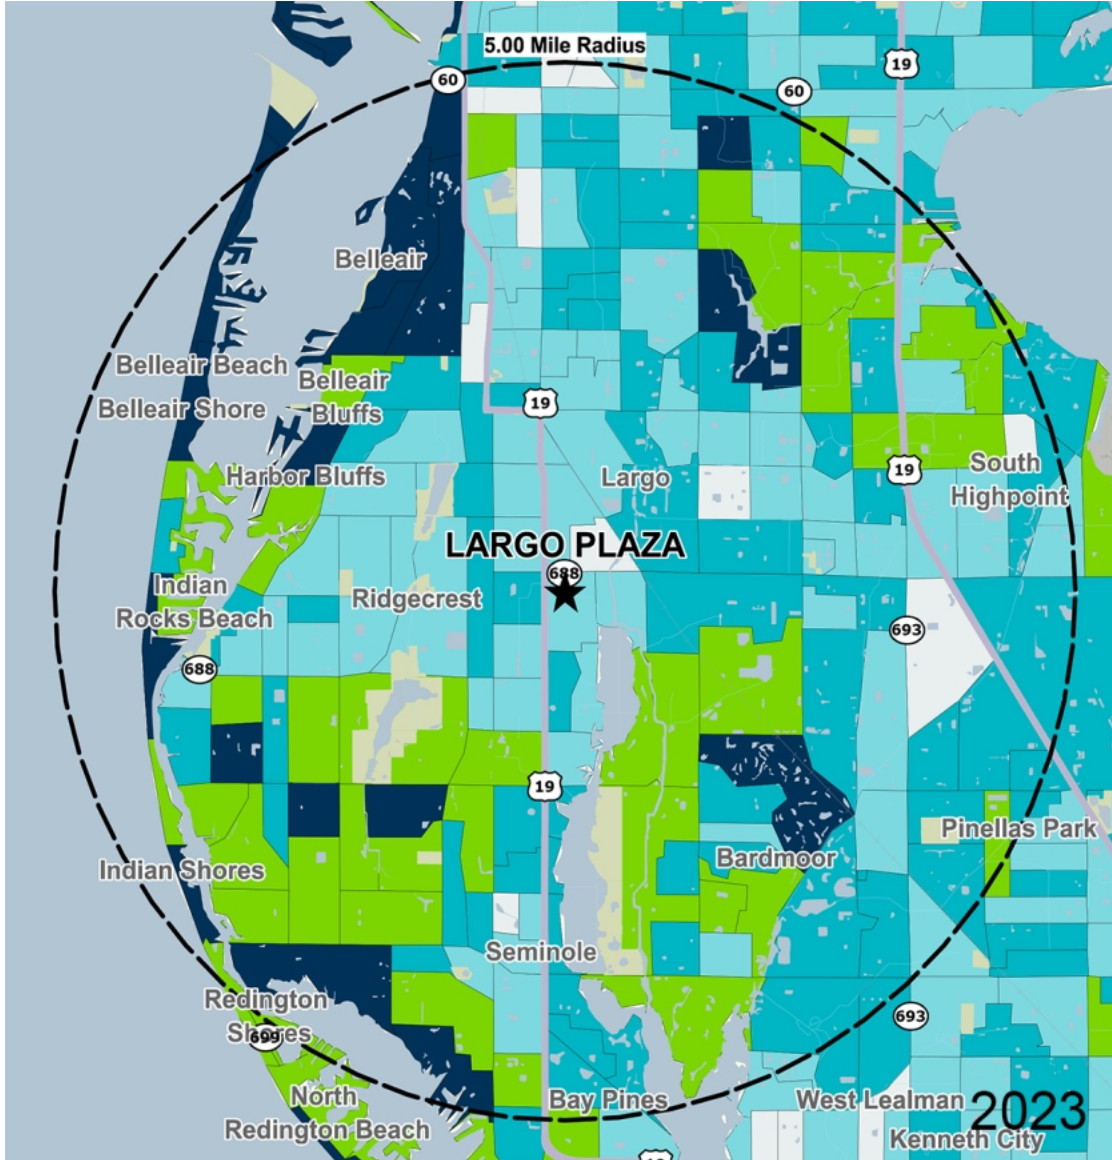 5.00 Mile Radius
19
60
60
Belleair
Belleair Beach
Belleair
Bluffs
Belleair Shore
19
Harbor Bluffs
Largo
19
South
Highpoint
LARGO PLAZA
688
Indian
Rocks Beach
Ridgecrest
693
688
19
Pinellas Park
Bardmoor
Indian Shores
Seminole
Redington
Shores
699
693
North
Redington Beach
Bay Pines
West Lealman
2023
Kenneth City
19